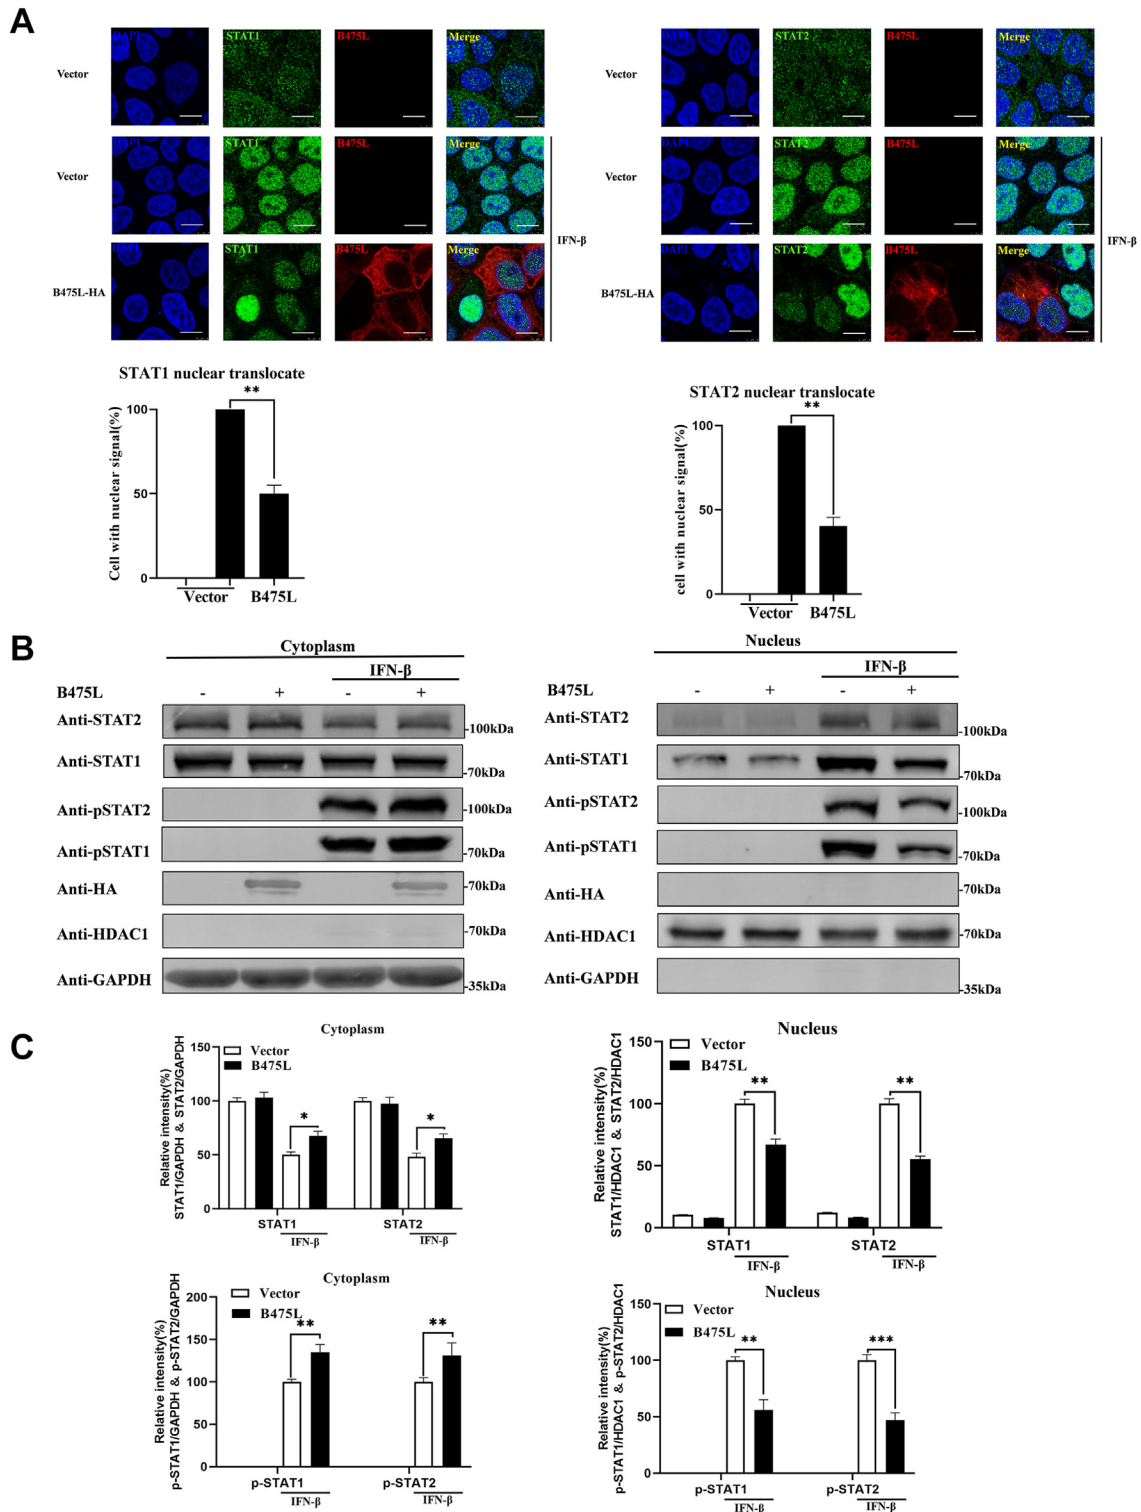 A
DAPI STAT1 B475L Merge DAPI STAT2 B475L Merge
Vector Vector
DAPI STAT1 B475L Merge DAPI STAT2 B475L Merge
Vector Vector
IFN-β IFN-β
DAPI STAT1 B475L Merge DAPI STAT2 B475L Merge
B475L-HA B475L-HA
STAT1 nuclear translocate
**
Cell with nuclear signal(%)
100
50
0
Vector B475L
STAT2 nuclear translocate
**
cell with nuclear signal(%)
100
50
0
Vector B475L
B
Cytoplasm
IFN-β
B475L - + - +
Anti-STAT2 -100kDa
Anti-STAT1 -70kDa
Anti-pSTAT2 -100kDa
Anti-pSTAT1 -70kDa
Anti-HA -70kDa
Anti-HDAC1 -70kDa
Anti-GAPDH -35kDa
Nucleus
IFN-β
B475L - + - +
Anti-STAT2 -100kDa
Anti-STAT1 -70kDa
Anti-pSTAT2 -100kDa
Anti-pSTAT1 -70kDa
Anti-HA -70kDa
Anti-HDAC1 -70kDa
Anti-GAPDH -35kDa
C
Cytoplasm
Relative intensity(%)
STAT1/GAPDH & STAT2/GAPDH
150
100
50
0
Vector
B475L
* *
STAT1 STAT2
IFN-β IFN-β
Nucleus
Relative intensity(%)
STAT1/HDAC1 & STAT2/HDAC1
150
100
50
0
Vector
B475L
** **
STAT1 STAT2
IFN-β IFN-β
Cytoplasm
Relative intensity(%)
p-STAT1/GAPDH & p-STAT2/GAPDH
200
150
100
50
0
Vector
B475L
** **
p-STAT1 p-STAT2
IFN-β IFN-β
Nucleus
Relative intensity(%)
p-STAT1/HDAC1 & p-STAT2/HDAC1
150
100
50
0
Vector
B475L
** ***
p-STAT1 p-STAT2
IFN-β IFN-β